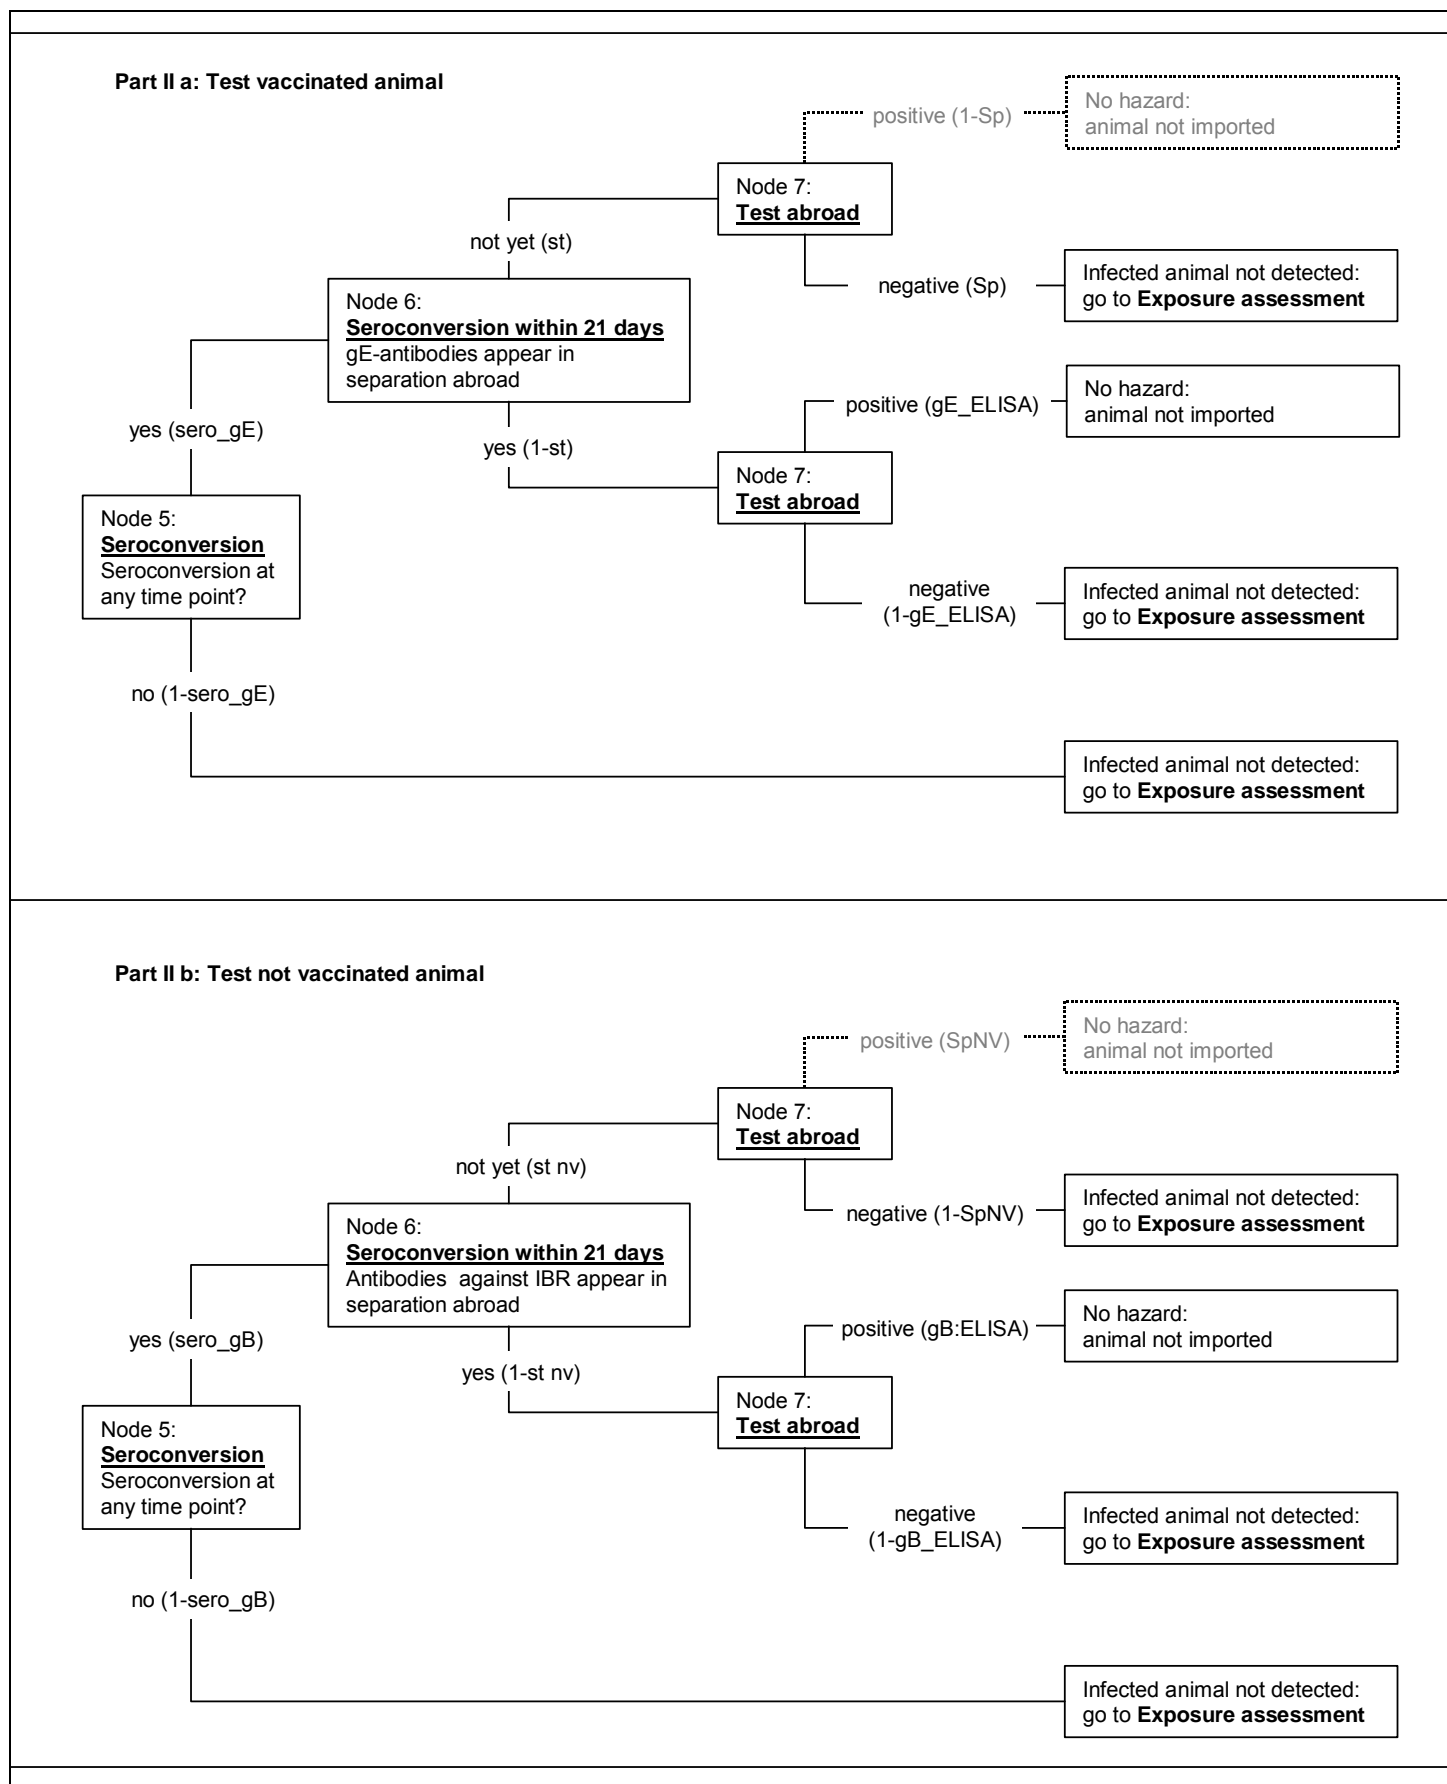 Part II a: Test vaccinated animal
positive (1-Sp)
No hazard:
animal not imported
Node 7:
Test abroad
not yet (st)
negative (Sp)
Infected animal not detected:
go to Exposure assessment
Node 6:
Seroconversion within 21 days
gE-antibodies appear in
separation abroad
positive (gE_ELISA)
No hazard:
animal not imported
yes (sero_gE)
yes (1-st)
Node 7:
Test abroad
Node 5:
Seroconversion
Seroconversion at
any time point?
negative
(1-gE_ELISA)
Infected animal not detected:
go to Exposure assessment
no (1-sero_gE)
Infected animal not detected:
go to Exposure assessment
Part II b: Test not vaccinated animal
positive (SpNV)
No hazard:
animal not imported
Node 7:
Test abroad
not yet (st nv)
negative (1-SpNV)
Infected animal not detected:
go to Exposure assessment
Node 6:
Seroconversion within 21 days
Antibodies  against IBR appear in
separation abroad
positive (gB:ELISA)
No hazard:
animal not imported
yes (sero_gB)
yes (1-st nv)
Node 7:
Test abroad
Node 5:
Seroconversion
Seroconversion at
any time point?
negative
(1-gB_ELISA)
Infected animal not detected:
go to Exposure assessment
no (1-sero_gB)
Infected animal not detected:
go to Exposure assessment